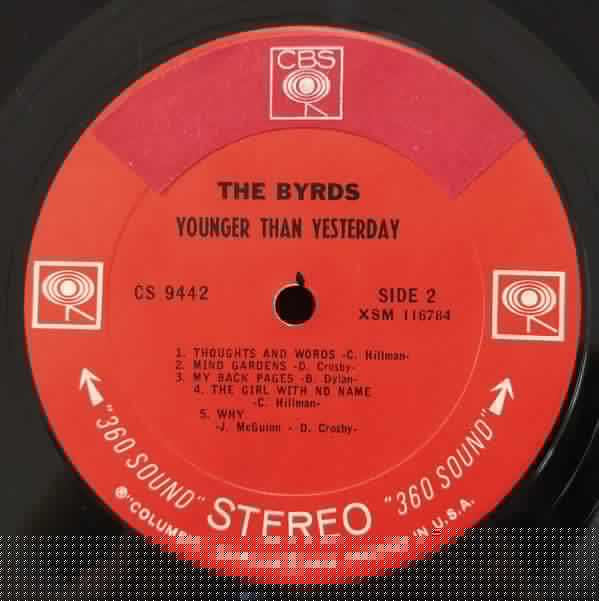 CBS
THE BYRDS
YOUNGER THAN YESTERDAY
CS 9442
SIDE 2
XSM 116784
1. THOUGHTS AND WORDS -C. Hillman-
2. MIND GARDENS -D. Crosby-
3. MY BACK PAGES -B. Dylan-
4. THE GIRL WITH NO NAME
-C. Hillman-
5. WHY
-J. McGuinn - D. Crosby-
"360 SOUND" STEREO "360 SOUND"
®"COLUMBIA IN U.S.A.